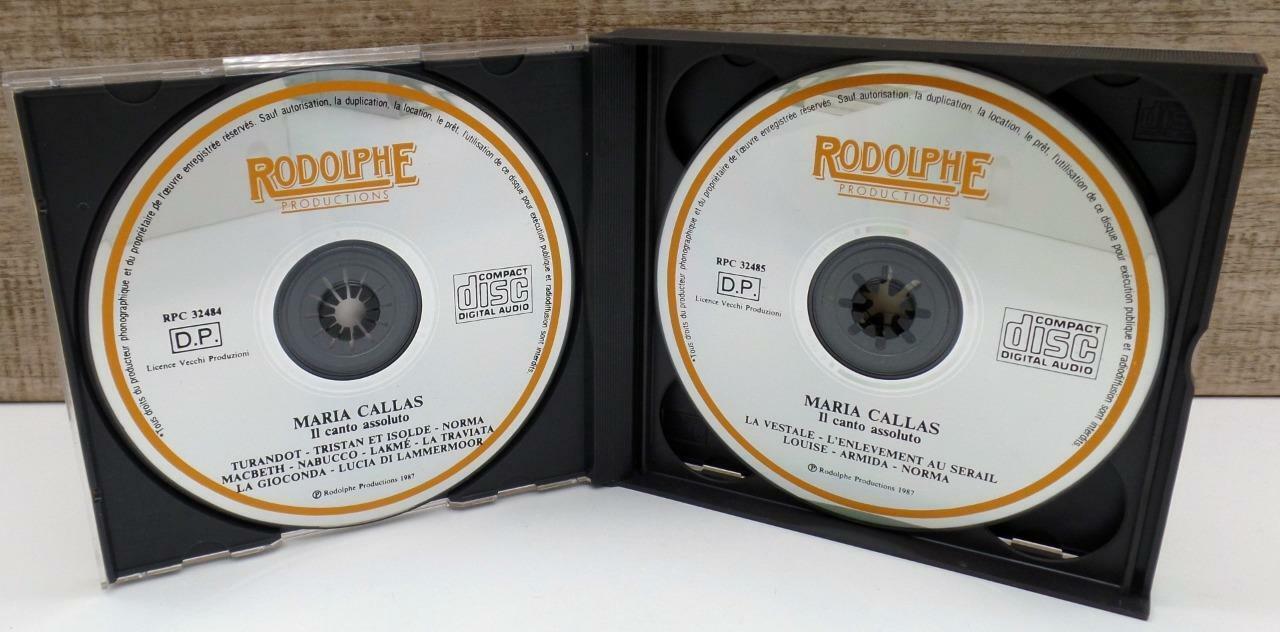 *Tous droits du producteur phonographique et du propriétaire de l'œuvre enregistrée réservés. Sauf autorisation, la duplication, la location, le prêt, l'utilisation de ce disque pour exécution publique et radiodiffusion sont interdits
RODOLPHE
PRODUCTIONS
RPC 32484
D.P.
Licence Vecchi Produzioni
COMPACT
disc
DIGITAL AUDIO
MARIA CALLAS
Il canto assoluto
TURANDOT - TRISTAN ET ISOLDE - NORMA
MACBETH - NABUCCO - LAKMÉ - LA TRAVIATA
LA GIOCONDA - LUCIA DI LAMMERMOOR
℗ Rodolphe Productions 1987
*Tous droits du producteur phonographique et du propriétaire de l'œuvre enregistrée réservés. Sauf autorisation, la duplication, la location, le prêt, l'utilisation de ce disque pour exécution publique et radiodiffusion sont interdits
RODOLPHE
PRODUCTIONS
RPC 32485
D.P.
Licence Vecchi Produzioni
COMPACT
disc
DIGITAL AUDIO
MARIA CALLAS
Il canto assoluto
LA VESTALE - L'ENLEVEMENT AU SERAIL
LOUISE - ARMIDA - NORMA
℗ Rodolphe Productions 1987
disc